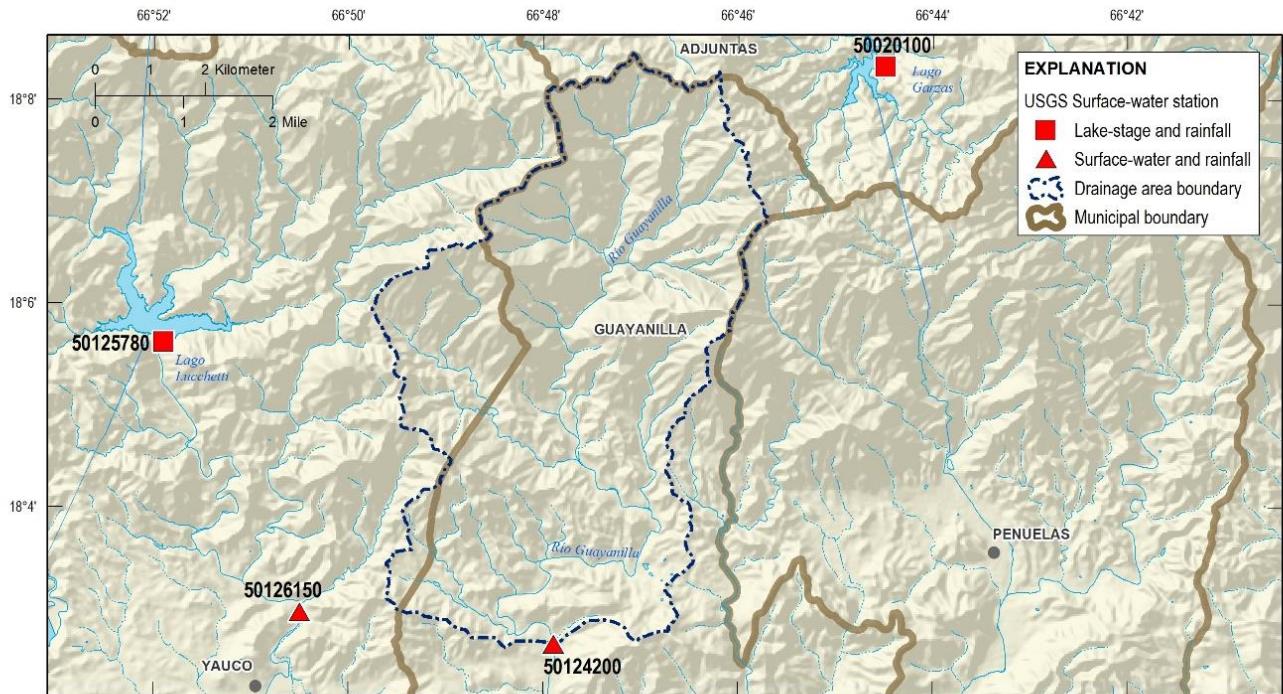 66°52' 66°50' 66°48' 66°46' 66°44' 66°42'
ADJUNTAS
50020100
Lago
Garzas
0 1 2 Kilometer
0 1 2 Mile
EXPLANATION
USGS Surface-water station
Lake-stage and rainfall
Surface-water and rainfall
Drainage area boundary
Municipal boundary
18°8'
Río Guayanilla
18°6'
GUAYANILLA
50125780
Lago
Lucchetti
18°4'
PENUELAS
Río Guayanilla
50126150
YAUCO
50124200